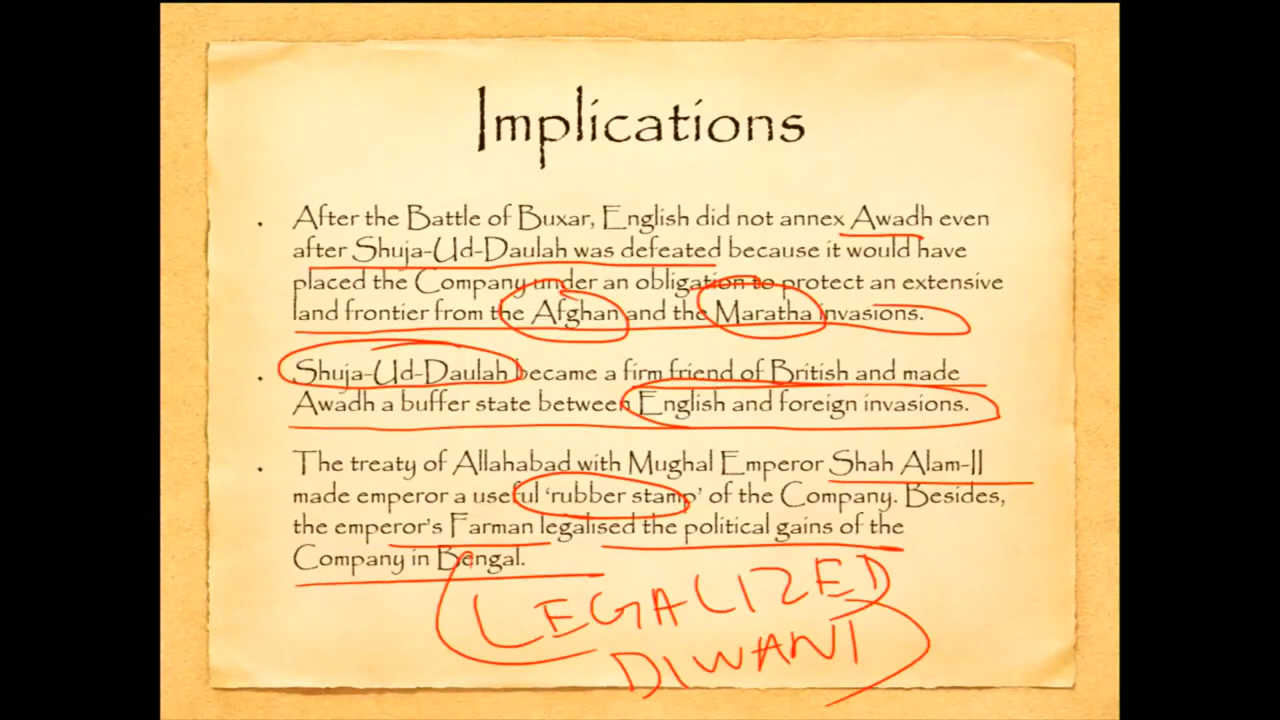 Implications
. After the Battle of Buxar, English did not annex Awadh even
after Shuja-Ud-Daulah was defeated because it would have
placed the Company under an obligation to protect an extensive
land frontier from the Afghan and the Maratha invasions.
. Shuja-Ud-Daulah became a firm friend of British and made
Awadh a buffer state between English and foreign invasions.
. The treaty of Allahabad with Mughal Emperor Shah Alam-II
made emperor a useful ‘rubber stamp’ of the Company. Besides,
the emperor’s Farman legalised the political gains of the
Company in Bengal.
LEGALIZED
DIWANI